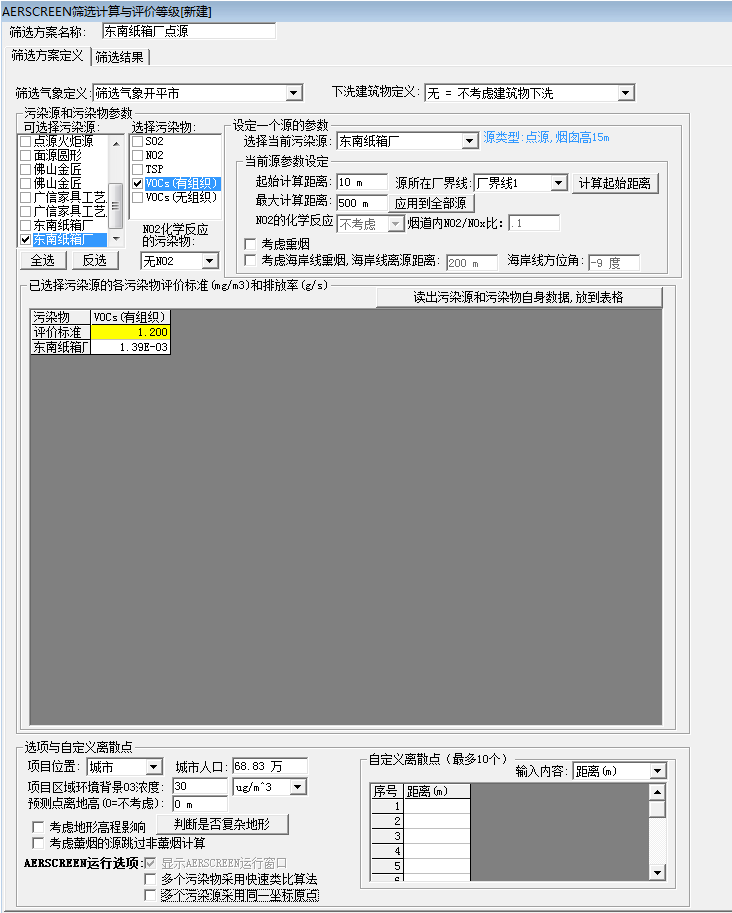 AERSCREEN筛选计算与评价等级[新建]
筛选方案名称: 东南纸箱厂点源
筛选方案定义 筛选结果
筛选气象定义: 筛选气象开平市 下洗建筑物定义: 无 = 不考虑建筑物下洗
污染源和污染物参数
可选择污染源: 选择污染物:
点源火炬源
面源圆形
佛山金匠
佛山金匠
广信家具工艺
广信家具工艺
东南纸箱厂
东南纸箱厂
SO2
NO2
TSP
VOCs(有组织)
VOCs(无组织)
NO2化学反应
的污染物:
全选 反选 无NO2
设定一个源的参数
选择当前污染源: 东南纸箱厂 源类型:点源,烟囱高15m
当前源参数设定
起始计算距离: 10 m 源所在厂界线: 厂界线1 计算起始距离
最大计算距离: 500 m 应用到全部源
NO2的化学反应 不考虑 烟道内NO2/NOx比: .1
考虑重烟
考虑海岸线重烟,海岸线离源距离: 200 m 海岸线方位角: -9 度
已选择污染源的各污染物评价标准(mg/m3)和排放率(g/s)
读出污染源和污染物自身数据,放到表格
污染物 VOCs(有组织)
评价标准 1.200
东南纸箱厂 1.39E-03
选项与自定义离散点
项目位置: 城市 城市人口: 68.83 万
项目区域环境背景O3浓度: 30 ug/m^3
预测点离地高(0=不考虑): 0 m
考虑地形高程影响 判断是否复杂地形
考虑薰烟的源跳过非薰烟计算
AERSCREEN运行选项: 显示AERSCREEN运行窗口
多个污染物采用快速类比算法
多个污染源采用同一坐标原点
自定义离散点(最多10个)
输入内容: 距离(m)
序号 距离(m)
1
2
3
4
5
6